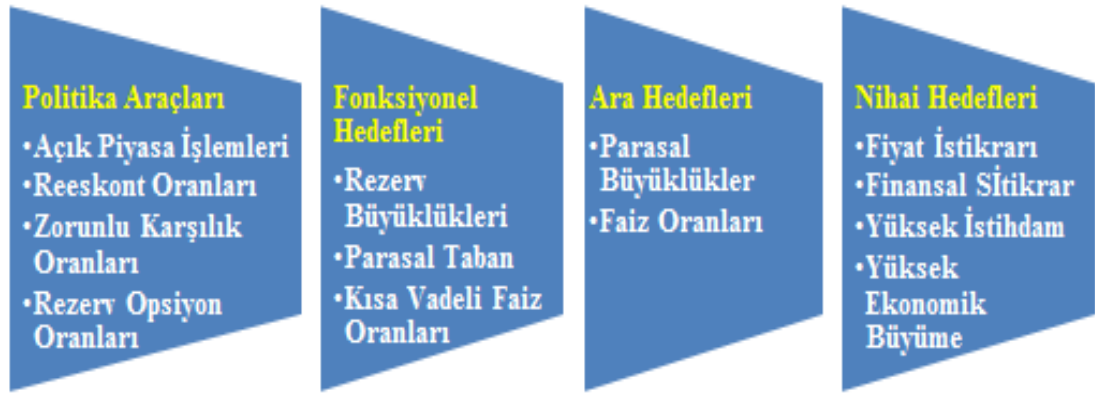 Politika Araçları
•Açık Piyasa İşlemleri
•Reeskont Oranları
•Zorunlu Karşılık
Oranları
•Rezerv Opsiyon
Oranları
Fonksiyonel
Hedefleri
•Rezerv
Büyüklükleri
•Parasal Taban
•Kısa Vadeli Faiz
Oranları
Ara Hedefleri
•Parasal
Büyüklükler
•Faiz Oranları
Nihai Hedefleri
•Fiyat İstikrarı
•Finansal Sİtikrar
•Yüksek İstihdam
•Yüksek
Ekonomik
Büyüme